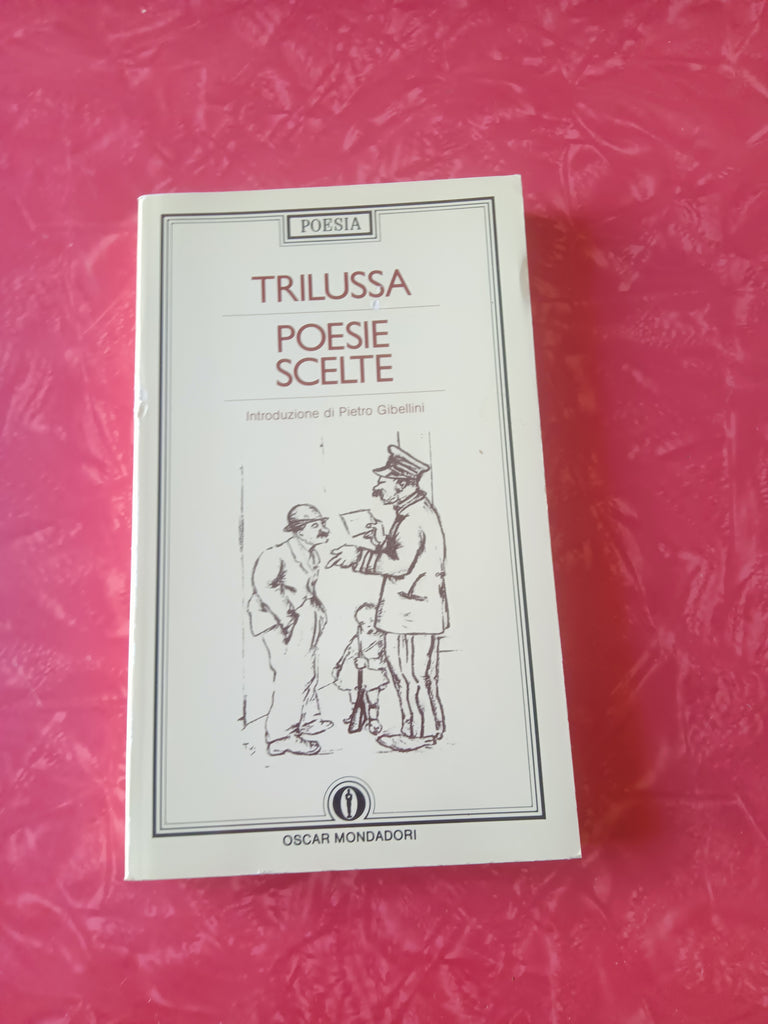 POESIA
TRILUSSA
POESIE
SCELTE
Introduzione di Pietro Gibellini
OSCAR MONDADORI